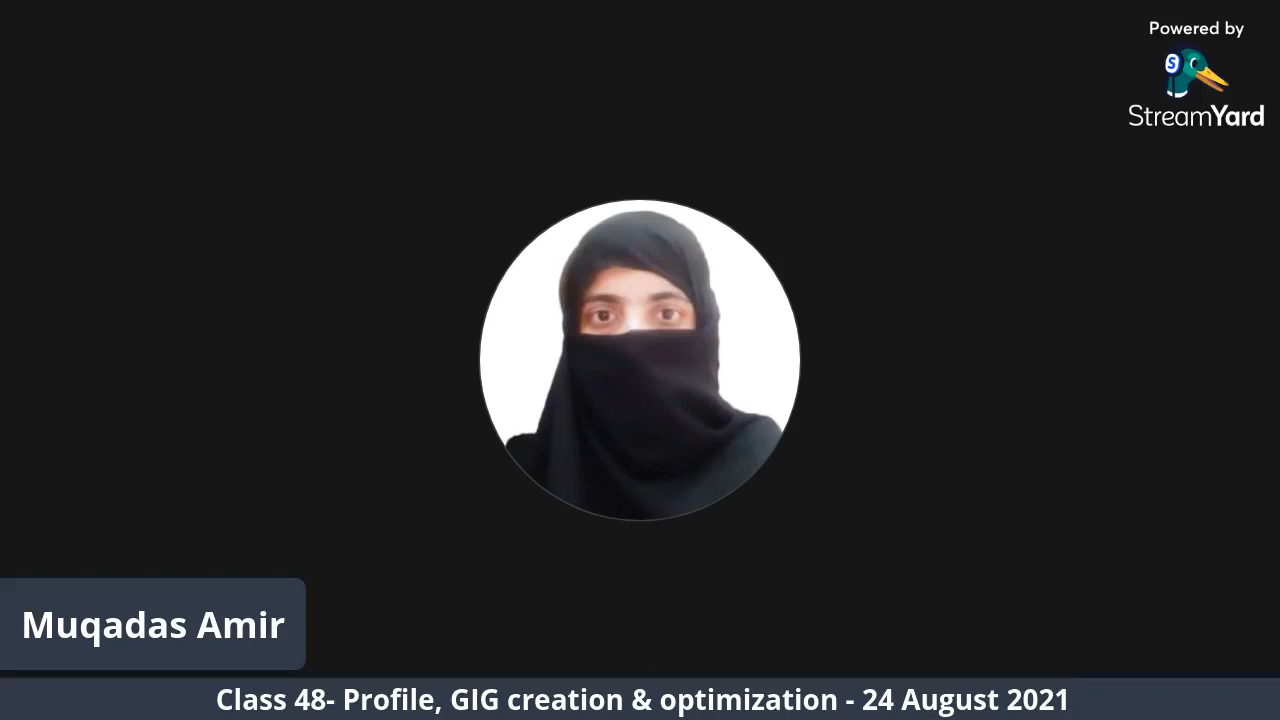 Powered by
S
StreamYard
Muqadas Amir
Class 48- Profile, GIG creation & optimization - 24 August 2021